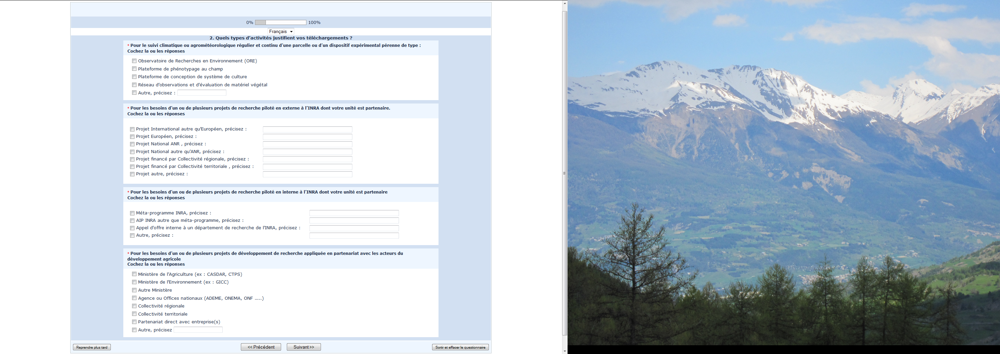 0% 100%
Français
2. Quels types d'activités justifient vos téléchargements ?
* Pour le suivi climatique ou agrométéorologique régulier et continu d'une parcelle ou d'un dispositif expérimental pérenne de type :
Cochez la ou les réponses
Observatoire de Recherches en Environnement (ORE)
Plateforme de phénotypage au champ
Plateforme de conception de système de culture
Réseau d'observations et d'évaluation de matériel végétal
Autre, précisez :
* Pour les besoins d'un ou de plusieurs projets de recherche piloté en externe à l'INRA dont votre unité est partenaire.
Cochez la ou les réponses
Projet International autre qu'Européen, précisez :
Projet Européen, précisez :
Projet National ANR , précisez :
Projet National autre qu'ANR, précisez :
Projet financé par Collectivité régionale, précisez :
Projet financé par Collectivité territoriale , précisez :
Projet autre, précisez :
* Pour les besoins d'un ou de plusieurs projets de recherche piloté en interne à l'INRA dont votre unité est partenaire
Cochez la ou les réponses
Méta-programme INRA, précisez :
AIP INRA autre que méta-programme, précisez :
Appel d'offre interne à un département de recherche de l'INRA, précisez :
Autre, précisez :
* Pour les besoins d'un ou de plusieurs projets de développement de recherche appliquée en partenariat avec les acteurs du
développement agricole
Cochez la ou les réponses
Ministère de l'Agriculture (ex : CASDAR, CTPS)
Ministère de l'Environnement (ex : GICC)
Autre Ministère
Agence ou Offices nationaux (ADEME, ONEMA, ONF .....)
Collectivité régionale
Collectivité territoriale
Partenariat direct avec entreprise(s)
Autre, précisez
Reprendre plus tard << Précédent Suivant >> Sortir et effacer le questionnaire